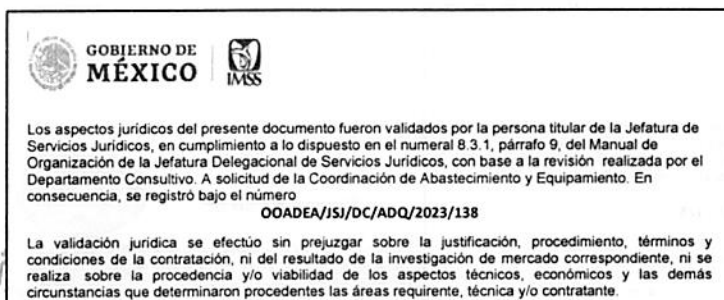 GOBIERNO DE
MÉXICO
IMSS
Los aspectos jurídicos del presente documento fueron validados por la persona titular de la Jefatura de
Servicios Jurídicos, en cumplimiento a lo dispuesto en el numeral 8.3.1, párrafo 9, del Manual de
Organización de la Jefatura Delegacional de Servicios Jurídicos, con base a la revisión realizada por el
Departamento Consultivo. A solicitud de la Coordinación de Abastecimiento y Equipamiento. En
consecuencia, se registró bajo el número
OOADEA/JSJ/DC/ADQ/2023/138
La validación jurídica se efectúo sin prejuzgar sobre la justificación, procedimiento, términos y
condiciones de la contratación, ni del resultado de la investigación de mercado correspondiente, ni se
realiza sobre la procedencia y/o viabilidad de los aspectos técnicos, económicos y las demás
circunstancias que determinaron procedentes las áreas requirente, técnica y/o contratante.